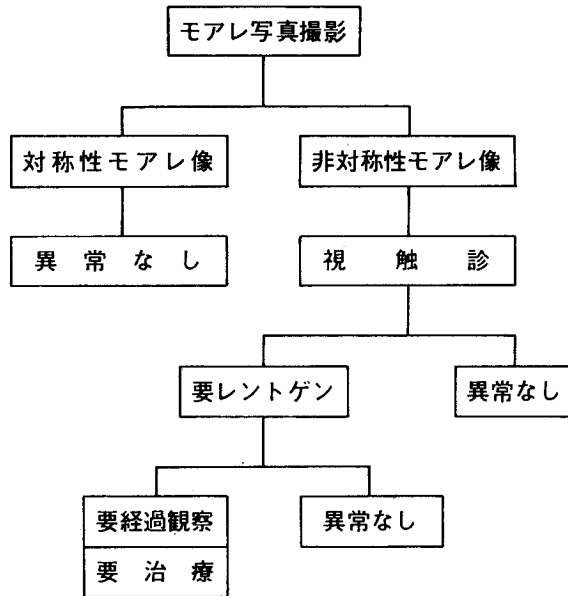 モアレ写真撮影
対称性モアレ像
非対称性モアレ像
異常なし
視触診
要レントゲン
異常なし
要経過観察
異常なし
要治療